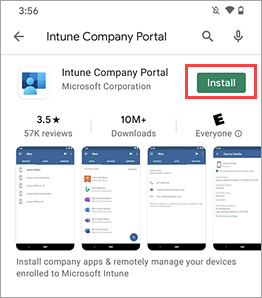 3:56
Intune Company Portal
Intune Company Portal
Microsoft Corporation
Install
3.5★
57K reviews
10M+
Downloads
E
Everyone
Install company apps & remotely manage your devices
enrolled to Microsoft Intune